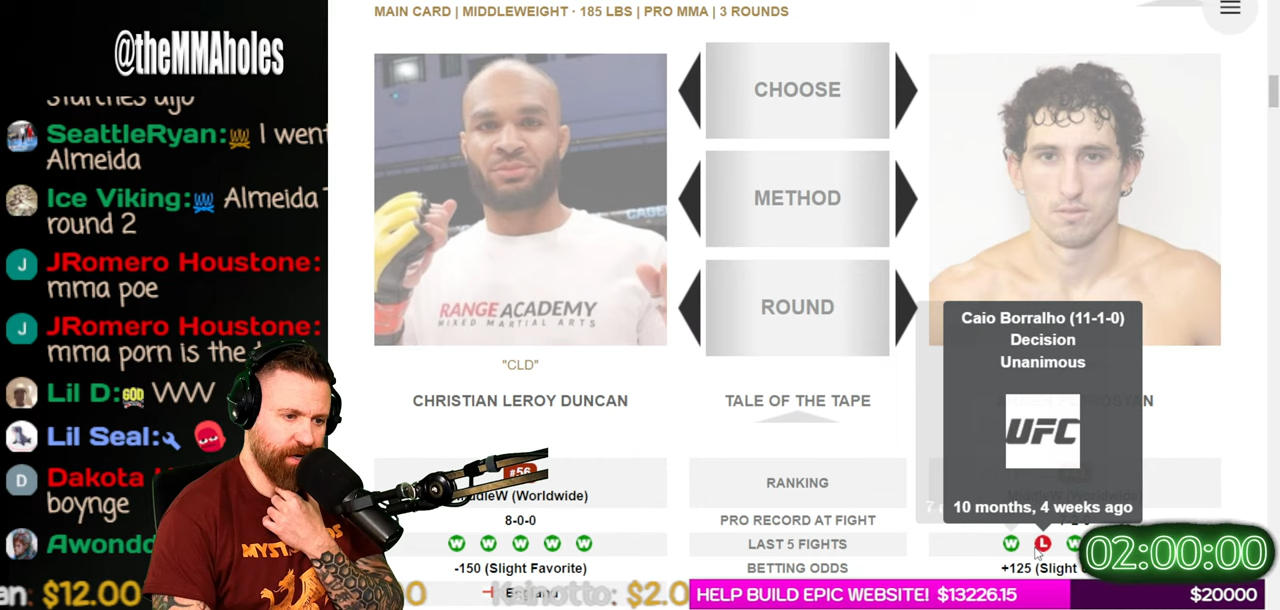 MAIN CARD | MIDDLEWEIGHT · 185 LBS | PRO MMA | 3 ROUNDS
@theMMAholes
SeattleRyan: I went
Almeida
Ice Viking: Almeida
round 2
JRomero Houstone:
mma poe
JRomero Houstone:
mma porn is the
Lil D: GOD WW
Lil Seal:
Dakota
boynge
Awondd
CHOOSE
METHOD
ROUND
RANGE ACADEMY
MIXED MARTIAL ARTS
"CLD"
CHRISTIAN LEROY DUNCAN
TALE OF THE TAPE
Caio Borralho (11-1-0)
Decision
Unanimous
UFC
10 months, 4 weeks ago
#56
(Worldwide)
RANKING
8-0-0
PRO RECORD AT FIGHT
W W W W W
LAST 5 FIGHTS
W L W
-150 (Slight Favorite)
BETTING ODDS
+125 (Slight
England
02:00:00
$12.00
$2.0
HELP BUILD EPIC WEBSITE! $13226.15
$20000